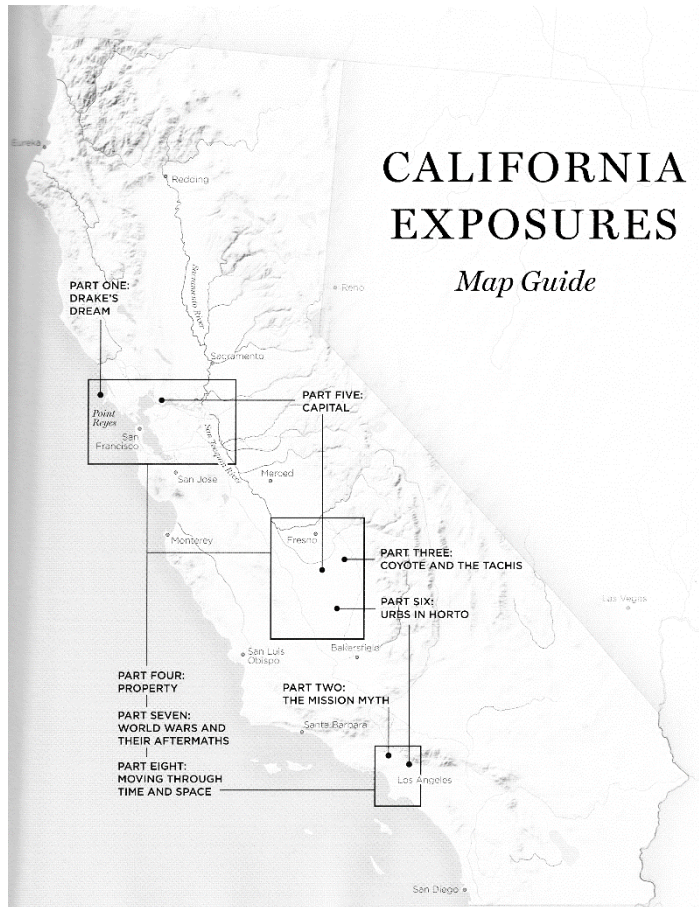 CALIFORNIA
EXPOSURES
Map Guide
Eureka
Redding
Sacramento River
PART ONE:
DRAKE'S
DREAM
Reno
Sacramento
PART FIVE:
CAPITAL
Point
Reyes
San
Francisco
San Joaquin River
San Jose
Merced
Monterey
Fresno
PART THREE:
COYOTE AND THE TACHIS
PART SIX:
URBS IN HORTO
Las Vegas
San Luis
Obispo
Bakersfield
PART FOUR:
PROPERTY
PART SEVEN:
WORLD WARS AND
THEIR AFTERMATHS
PART EIGHT:
MOVING THROUGH
TIME AND SPACE
PART TWO:
THE MISSION MYTH
Santa Barbara
Los Angeles
San Diego